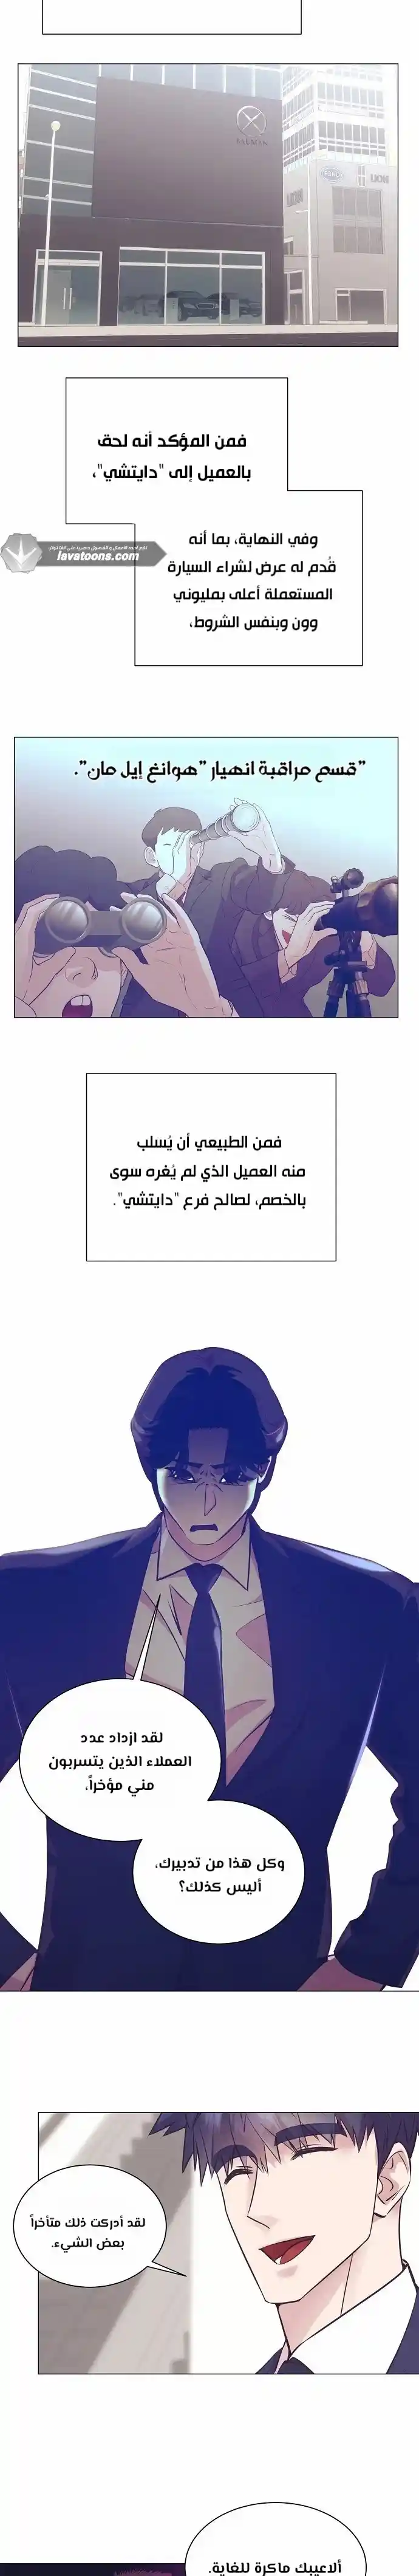 BALMAN
LION
فمن المؤكد أنه لحق
بالعميل إلى "دايتشي"،
وفي النهاية، بما أنه
قُدم له عرض لشراء السيارة
المستعملة أعلى بمليوني
وون وبنفس الشروط،
lavatoons.com
"قسم مراقبة انهيار "هوانغ إيل مان".
فمن الطبيعي أن يُسلب
منه العميل الذي لم يُغره سوى
بالخصم، لصالح فرع "دايتشي".
لقد ازداد عدد
العملاء الذين يتسربون
مني مؤخراً،
وكل هذا من تدبيرك،
أليس كذلك؟
لقد أدركت ذلك متأخراً
بعض الشيء.
ألاعيبك ماكرة للغاية.